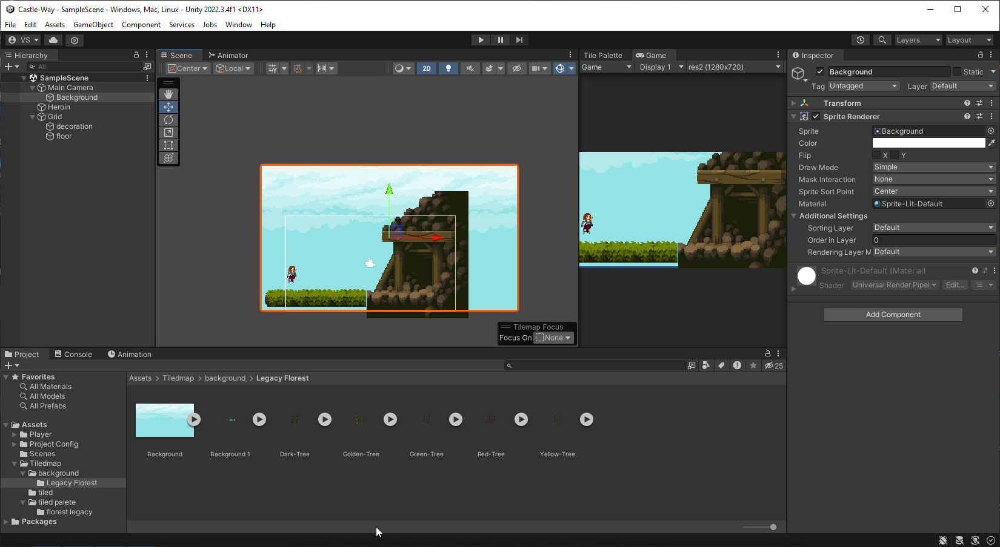 Castle-Way - SampleScene - Windows, Mac, Linux - Unity 2022.3.4f1 <DX11>
File Edit Assets GameObject Component Services Jobs Window Help
VS Layers Layout
Hierarchy
All
SampleScene
Main Camera
Background
Heroin
Grid
decoration
floor
Scene Animator
Center Local 2D
Tilemap Focus
Focus On None
Tile Palette Game
Game Display 1 res2 (1280x720)
Inspector
Background Static
Tag Untagged Layer Default
Transform
Sprite Renderer
Sprite Background
Color
Flip X Y
Draw Mode Simple
Mask Interaction None
Sprite Sort Point Center
Material Sprite-Lit-Default
Additional Settings
Sorting Layer Default
Order in Layer 0
Rendering Layer M Default
Sprite-Lit-Default (Material)
Shader Universal Render Pipel Edit...
Add Component
Project Console Animation
25
Favorites
All Materials
All Models
All Prefabs
Assets
Player
Project Config
Scenes
Tiledmap
background
Legacy Florest
tiled
tiled palete
florest legacy
Packages
Assets > Tiledmap > background > Legacy Florest
Background Background 1 Dark-Tree Golden-Tree Green-Tree Red-Tree Yellow-Tree